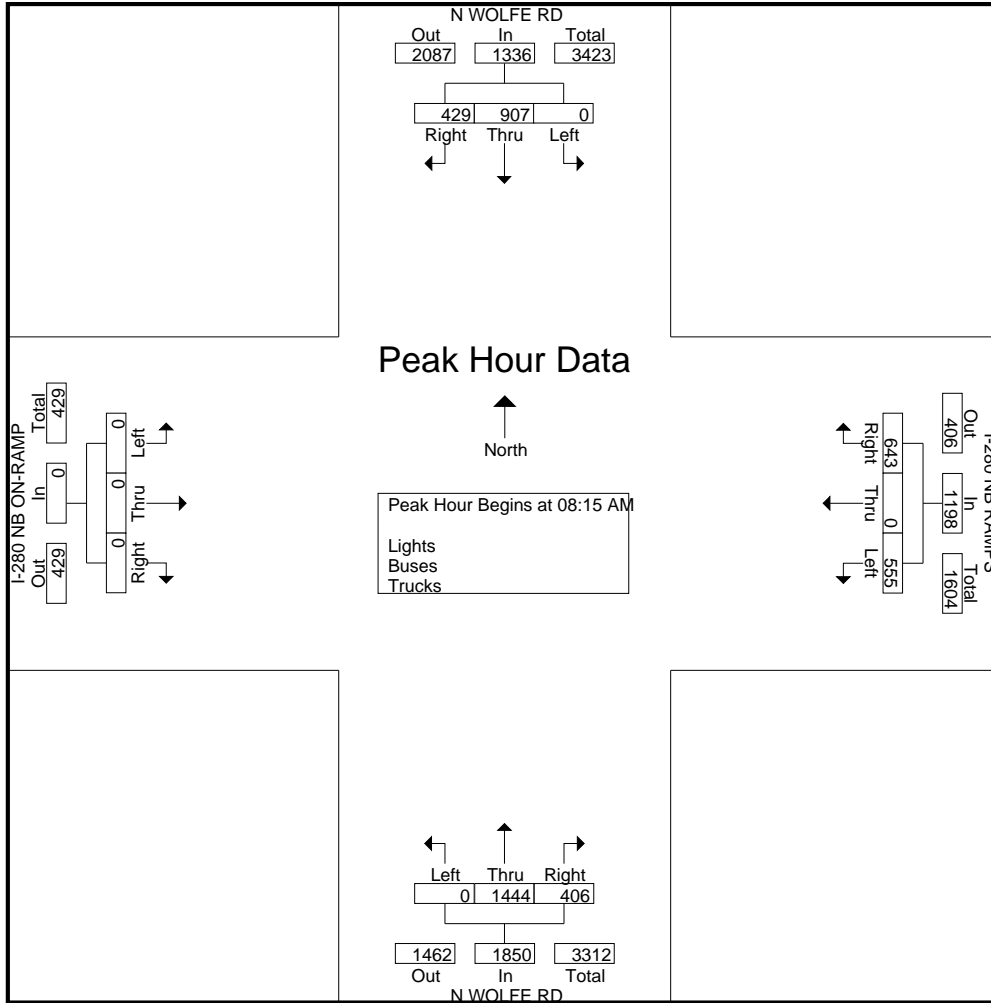 N WOLFE RD
Out In Total
2087 1336 3423
429 907 0
Right Thru Left
Peak Hour Data
North
Peak Hour Begins at 08:15 AM
Lights
Buses
Trucks
I-280 NB ON-RAMP
Total In Out
429 0 429
0 0 0
Left Thru Right
I-280 NB RAMPS
Out In Total
406 1198 1604
643 0 555
Right Thru Left
Left Thru Right
0 1444 406
1462 1850 3312
Out In Total
N WOLFE RD